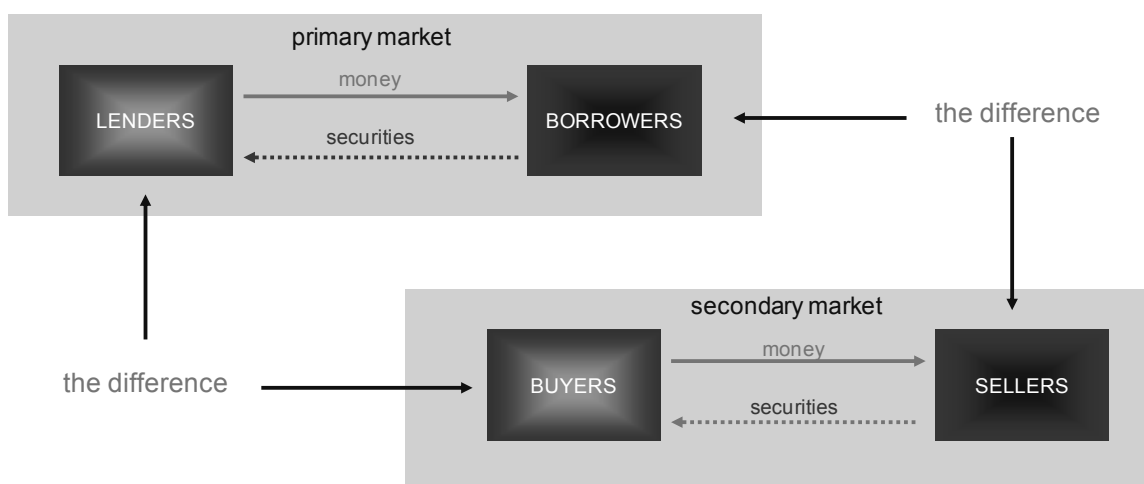 primary market
money
LENDERS
BORROWERS
the difference
securities
secondary market
money
the difference
BUYERS
SELLERS
securities